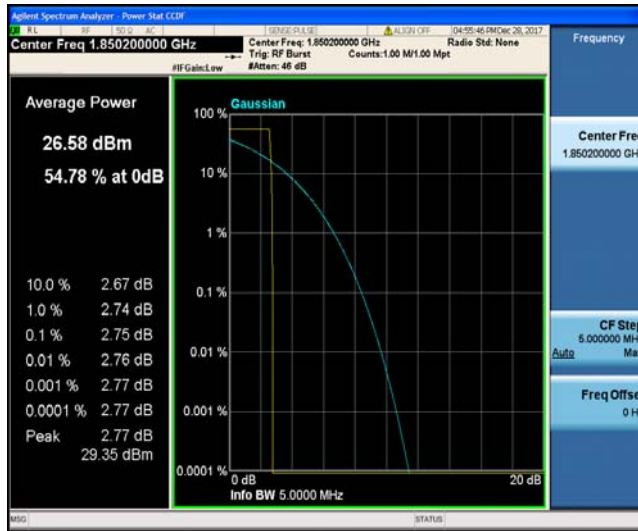 Agilent Spectrum Analyzer - Power Stat CCDF
RL RF 50 Ω AC SENSE:PULSE ALIGN OFF 04:55:46 PM Dec 28, 2017
Center Freq 1.850200000 GHz
Center Freq: 1.850200000 GHz
Radio Std: None
Trig: RF Burst
Counts:1.00 M/1.00 Mpt
#IFGain:Low
#Atten: 46 dB
Frequency
Average Power
26.58 dBm
54.78 % at 0dB
10.0 % 2.67 dB
1.0 % 2.74 dB
0.1 % 2.75 dB
0.01 % 2.76 dB
0.001 % 2.77 dB
0.0001 % 2.77 dB
Peak 2.77 dB
29.35 dBm
Gaussian
100 %
10 %
1 %
0.1 %
0.01 %
0.001 %
0.0001 %
0 dB
20 dB
Info BW 5.0000 MHz
Center Fre
1.850200000 GH
CF Ste
5.000000 MH
Auto Ma
Freq Offse
0 H
MSG
STATUS